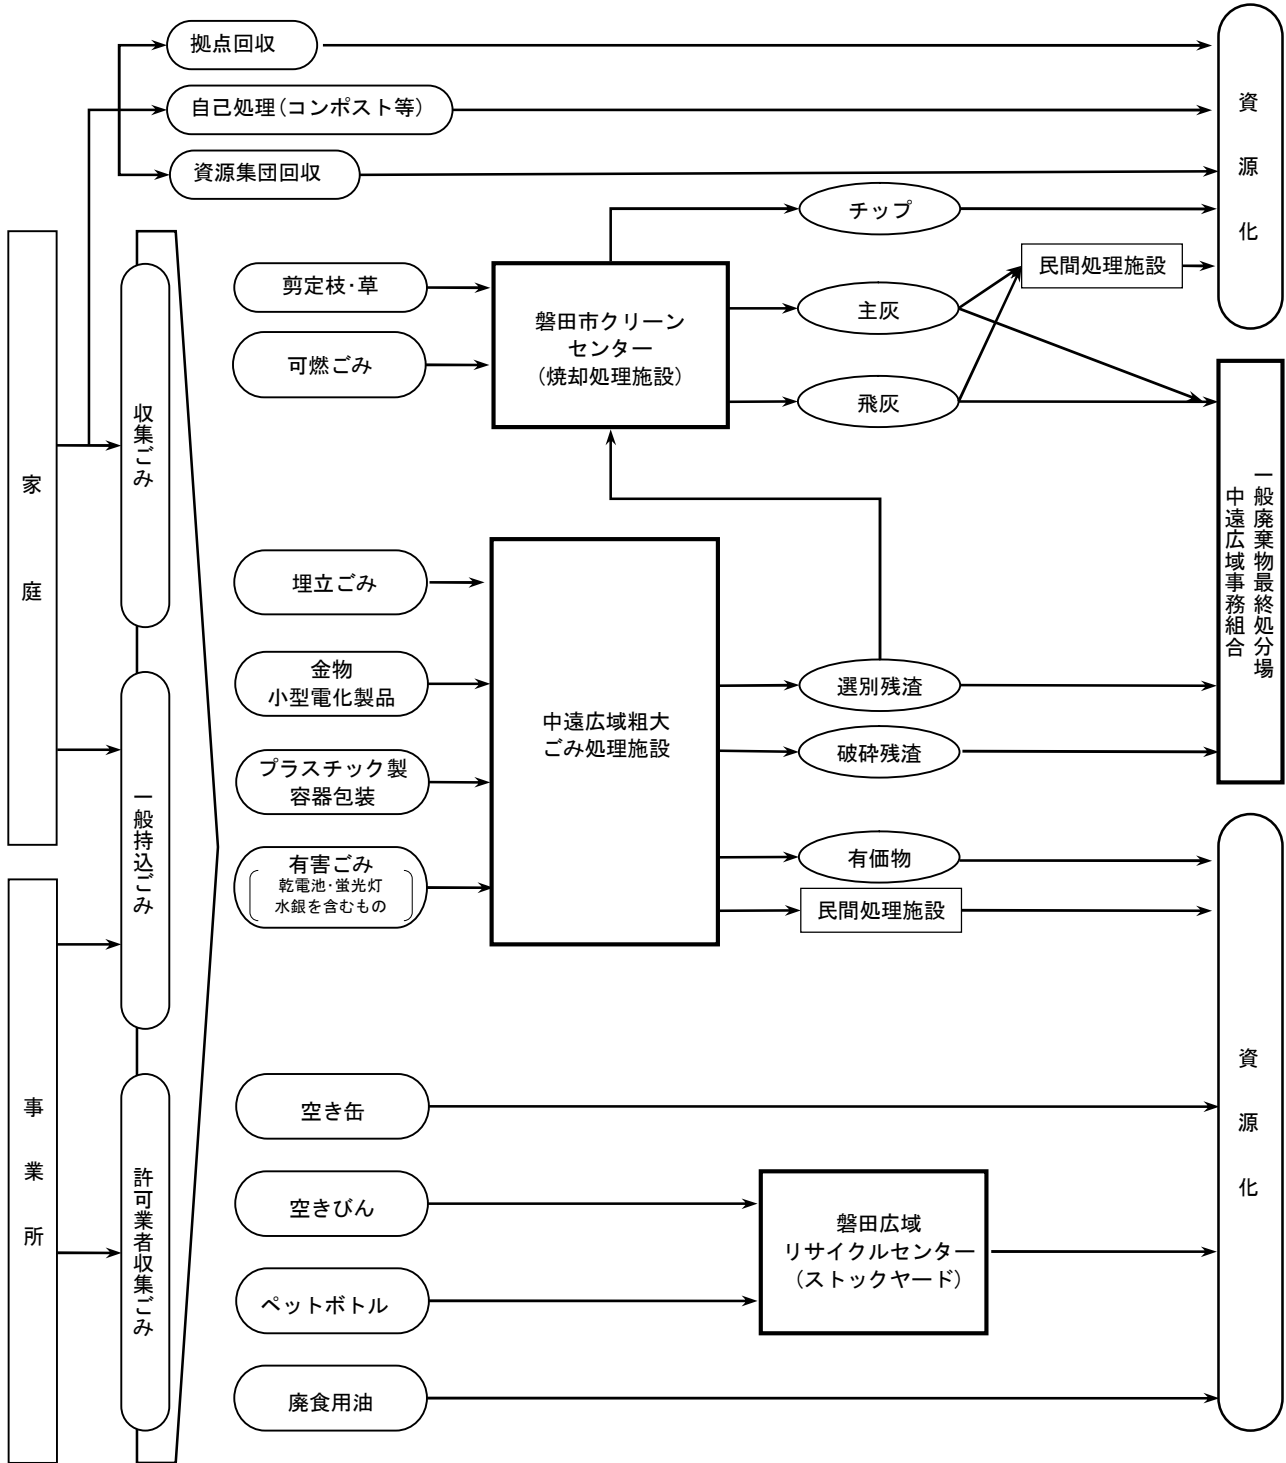 拠点回収
自己処理(コンポスト等)
資源集団回収
資源化
チップ
民間処理施設
剪定枝・草
可燃ごみ
磐田市クリーン
センター
(焼却処理施設)
主灰
飛灰
家庭
収集ごみ
一般廃棄物最終処分場
中遠広域事務組合
埋立ごみ
金物
小型電化製品
プラスチック製
容器包装
有害ごみ
乾電池・蛍光灯
水銀を含むもの
中遠広域粗大
ごみ処理施設
選別残渣
破砕残渣
有価物
民間処理施設
一般持込ごみ
事業所
許可業者収集ごみ
空き缶
空きびん
ペットボトル
廃食用油
磐田広域
リサイクルセンター
(ストックヤード)
資源化